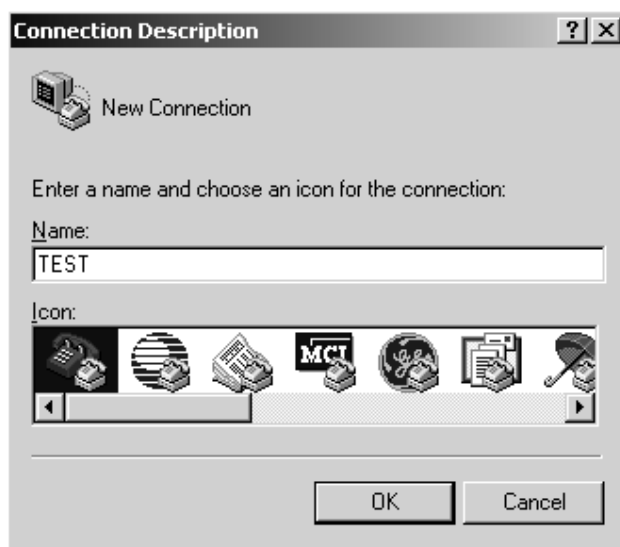 Connection Description
New Connection
Enter a name and choose an icon for the connection:
Name:
TEST
Icon:
MCI
OK Cancel